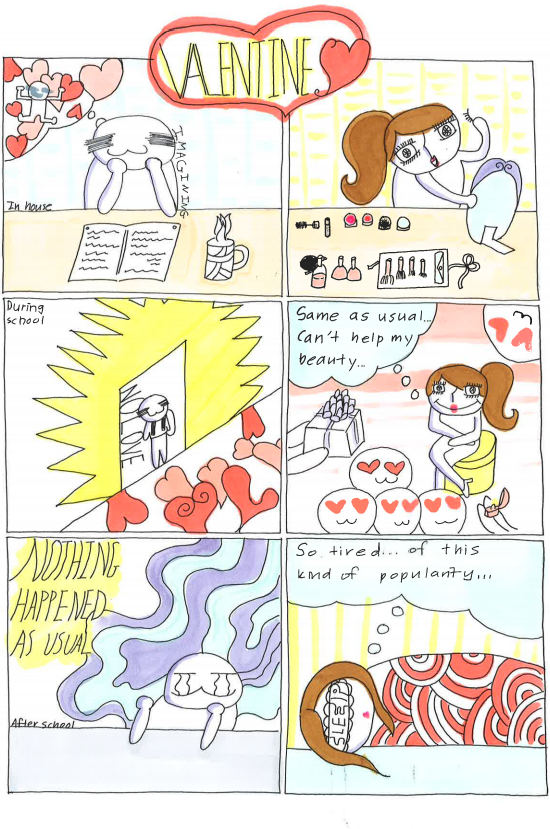 VALENTINE
IMAGINING
In house
During
school
Same as usual...
Can't help my
beauty...
NOTHING
HAPPENED
AS USUAL
After school
So tired... of this
kind of popularity...
SLEEP